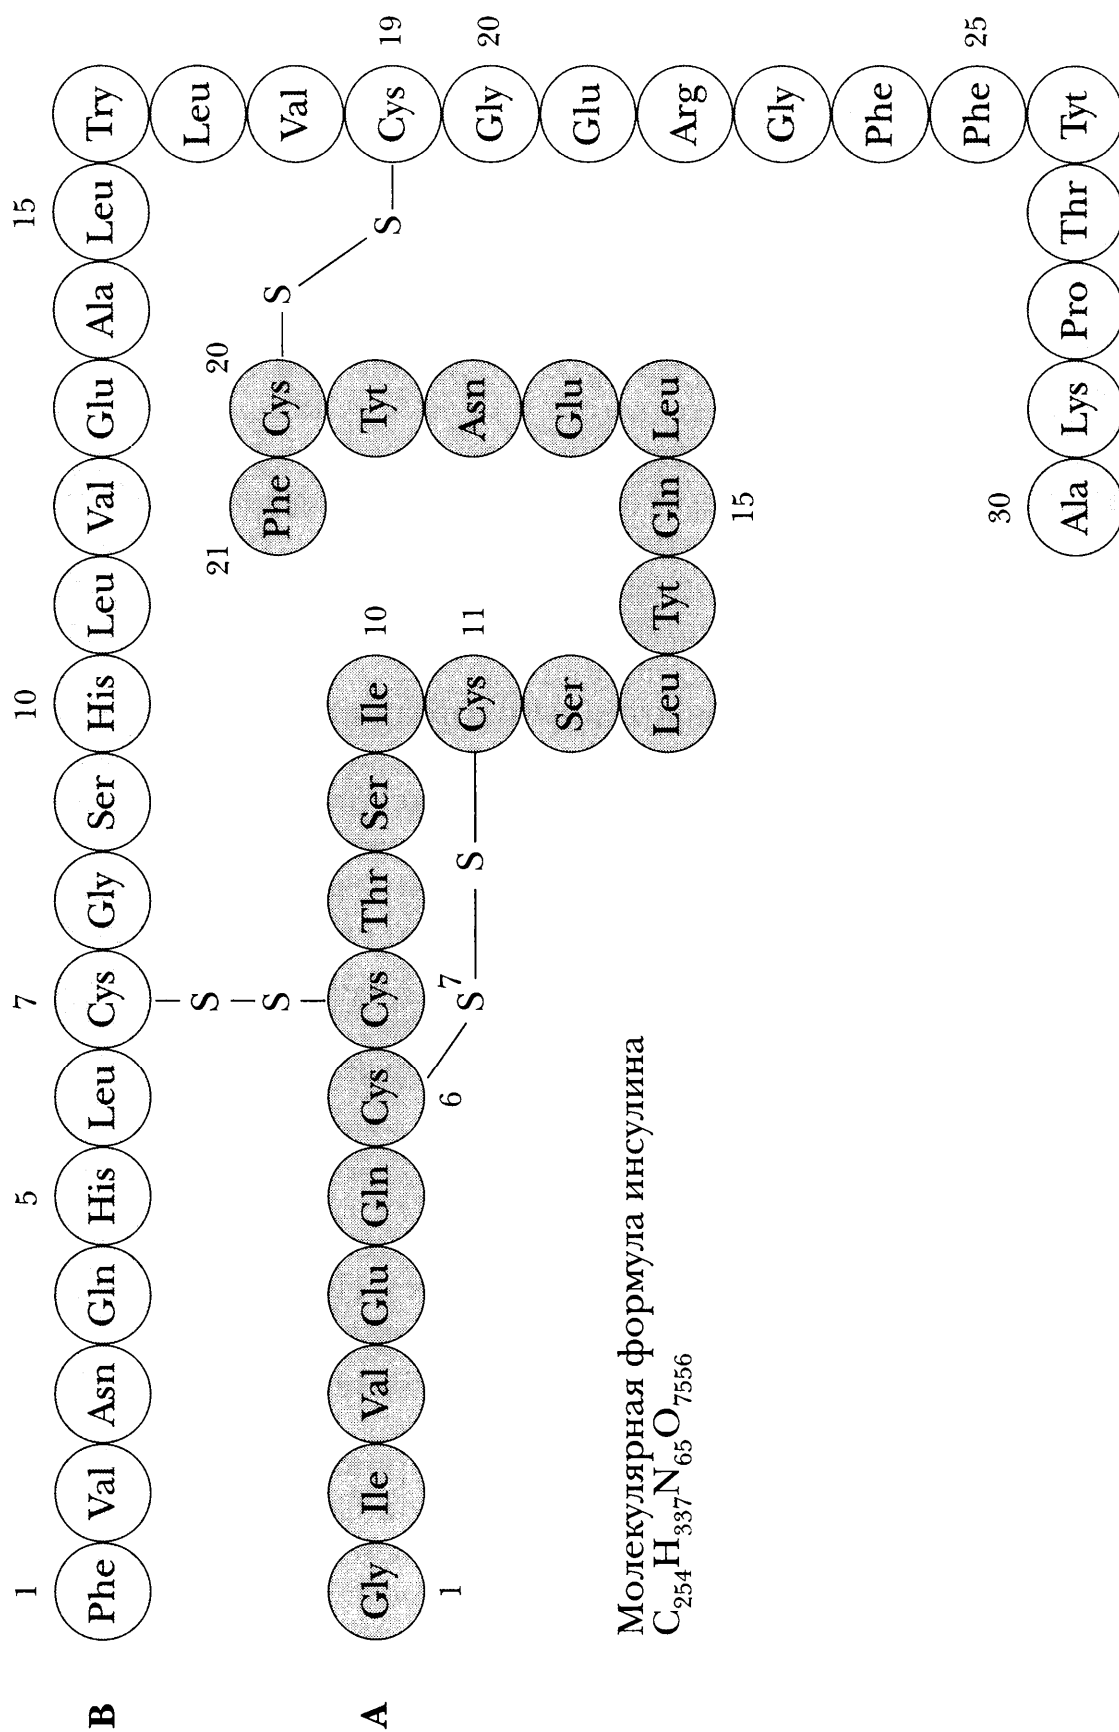 1 5 7 10 15
B Phe Val Asn Gln His Leu Cys Gly Ser His Leu Val Glu Ala Leu Try
Leu
Val
Cys 19
Gly 20
Glu
Arg
Gly
Phe
Phe 25
Tyt
Thr
Pro
Lys
Ala 30
S
S
S
S
A Gly Ile Val Glu Gln Cys Cys Thr Ser Ile 10
1 6
S 7 S
Cys 11
Ser
Leu Tyt Gln Leu
15
Glu
Asn
Tyt
Cys 20
Phe 21
Молекулярная формула инсулина
C254H337N65O7556